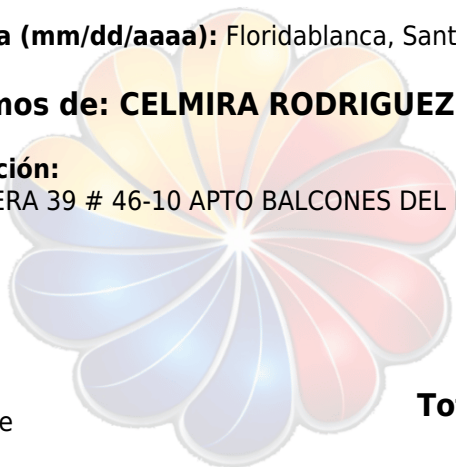 a (mm/dd/aaaa): Floridablanca, Sant
mos de: CELMIRA RODRIGUEZ
ción:
ERA 39 # 46-10 APTO BALCONES DEL
To
e